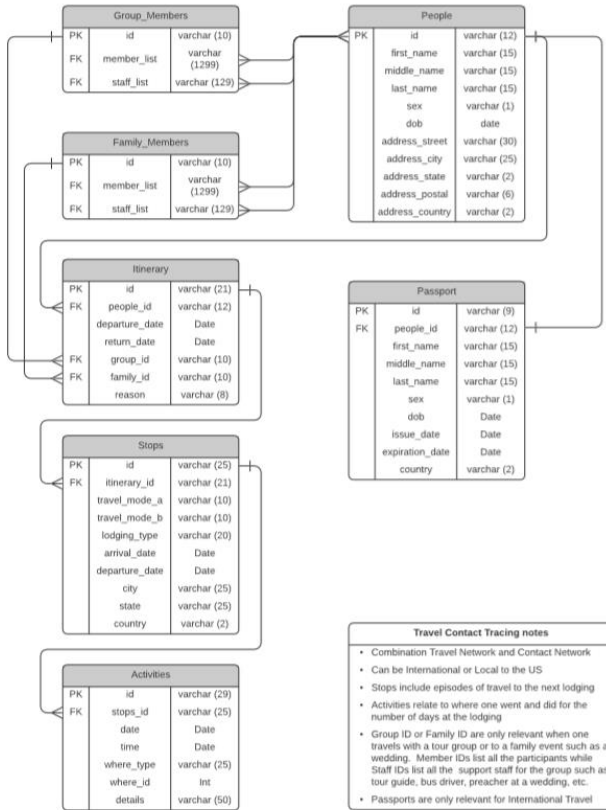 Group_Members
PK id varchar (10)
FK member_list varchar
(1299)
FK staff_list varchar (129)
People
PK id varchar (12)
first_name varchar (15)
middle_name varchar (15)
last_name varchar (15)
sex varchar (1)
dob date
address_street varchar (30)
address_city varchar (25)
address_state varchar (2)
address_postal varchar (6)
address_country varchar (2)
Family_Members
PK id varchar (10)
FK member_list varchar
(1299)
FK staff_list varchar (129)
Itinerary
PK id varchar (21)
FK people_id varchar (12)
departure_date Date
return_date Date
FK group_id varchar (10)
FK family_id varchar (10)
reason varchar (8)
Passport
PK id varchar (9)
FK people_id varchar (12)
first_name varchar (15)
middle_name varchar (15)
last_name varchar (15)
sex varchar (1)
dob Date
issue_date Date
expiration_date Date
country varchar (2)
Stops
PK id varchar (25)
FK itinerary_id varchar (21)
travel_mode_a varchar (10)
travel_mode_b varchar (10)
lodging_type varchar (20)
arrival_date Date
departure_date Date
city varchar (25)
state varchar (25)
country varchar (2)
Activities
PK id varchar (29)
FK stops_id varchar (25)
date Date
time Date
where_type varchar (25)
where_id Int
details varchar (50)
Travel Contact Tracing notes
• Combination Travel Network and Contact Network
• Can be International or Local to the US
• Stops include episodes of travel to the next lodging
• Activities relate to where one went and did for the
number of days at the lodging
• Group ID or Family ID are only relevant when one
travels with a tour group or to a family event such as a
wedding. Member IDs list all the participants while
Staff IDs list all the support staff for the group such as
tour guide, bus driver, preacher at a wedding, etc.
• Passports are only relevant for International Travel